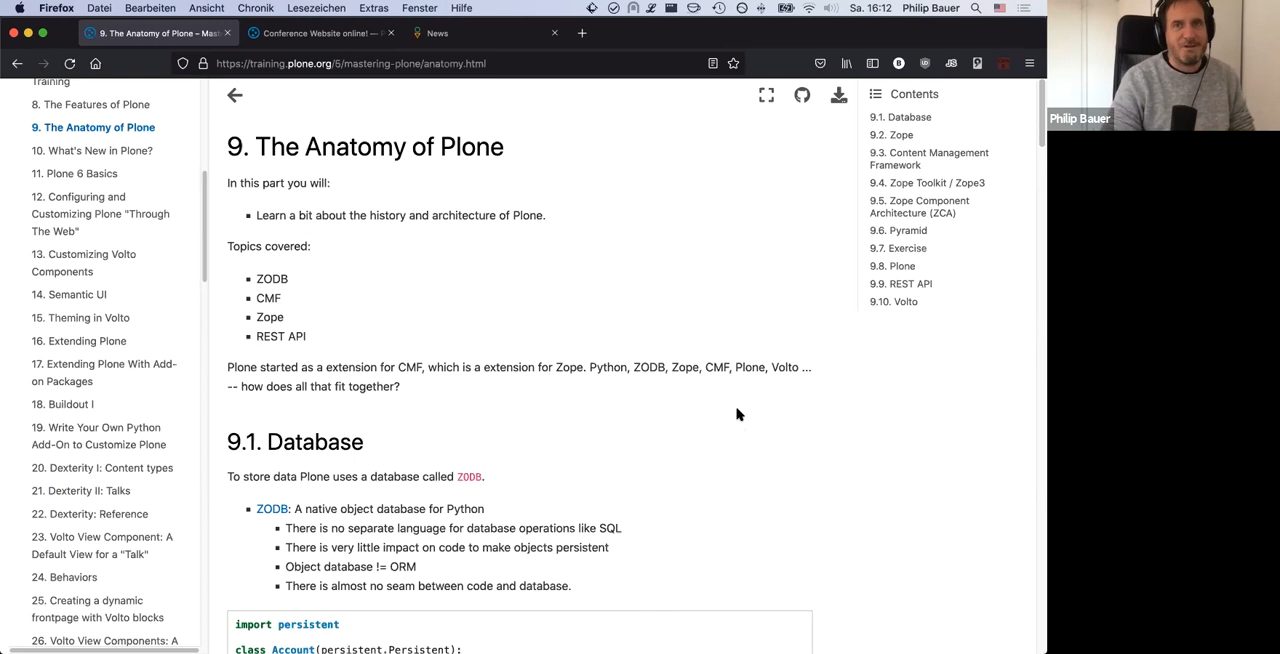 Firefox Datei Bearbeiten Ansicht Chronik Lesezeichen Extras Fenster Hilfe Sa. 16:12 Philip Bauer
9. The Anatomy of Plone – Mast
Conference Website online! — P
News
https://training.plone.org/5/mastering-plone/anatomy.html
Training
8. The Features of Plone
9. The Anatomy of Plone
10. What's New in Plone?
11. Plone 6 Basics
12. Configuring and
Customizing Plone "Through
The Web"
13. Customizing Volto
Components
14. Semantic UI
15. Theming in Volto
16. Extending Plone
17. Extending Plone With Add-
on Packages
18. Buildout I
19. Write Your Own Python
Add-On to Customize Plone
20. Dexterity I: Content types
21. Dexterity II: Talks
22. Dexterity: Reference
23. Volto View Component: A
Default View for a "Talk"
24. Behaviors
25. Creating a dynamic
frontpage with Volto blocks
26. Volto View Components: A
9. The Anatomy of Plone
In this part you will:
Learn a bit about the history and architecture of Plone.
Topics covered:
ZODB
CMF
Zope
REST API
Plone started as a extension for CMF, which is a extension for Zope. Python, ZODB, Zope, CMF, Plone, Volto ...
-- how does all that fit together?
9.1. Database
To store data Plone uses a database called ZODB.
ZODB: A native object database for Python
There is no separate language for database operations like SQL
There is very little impact on code to make objects persistent
Object database != ORM
There is almost no seam between code and database.
import persistent
class Account(persistent.Persistent):
Contents
9.1. Database
9.2. Zope
9.3. Content Management
Framework
9.4. Zope Toolkit / Zope3
9.5. Zope Component
Architecture (ZCA)
9.6. Pyramid
9.7. Exercise
9.8. Plone
9.9. REST API
9.10. Volto
Philip Bauer